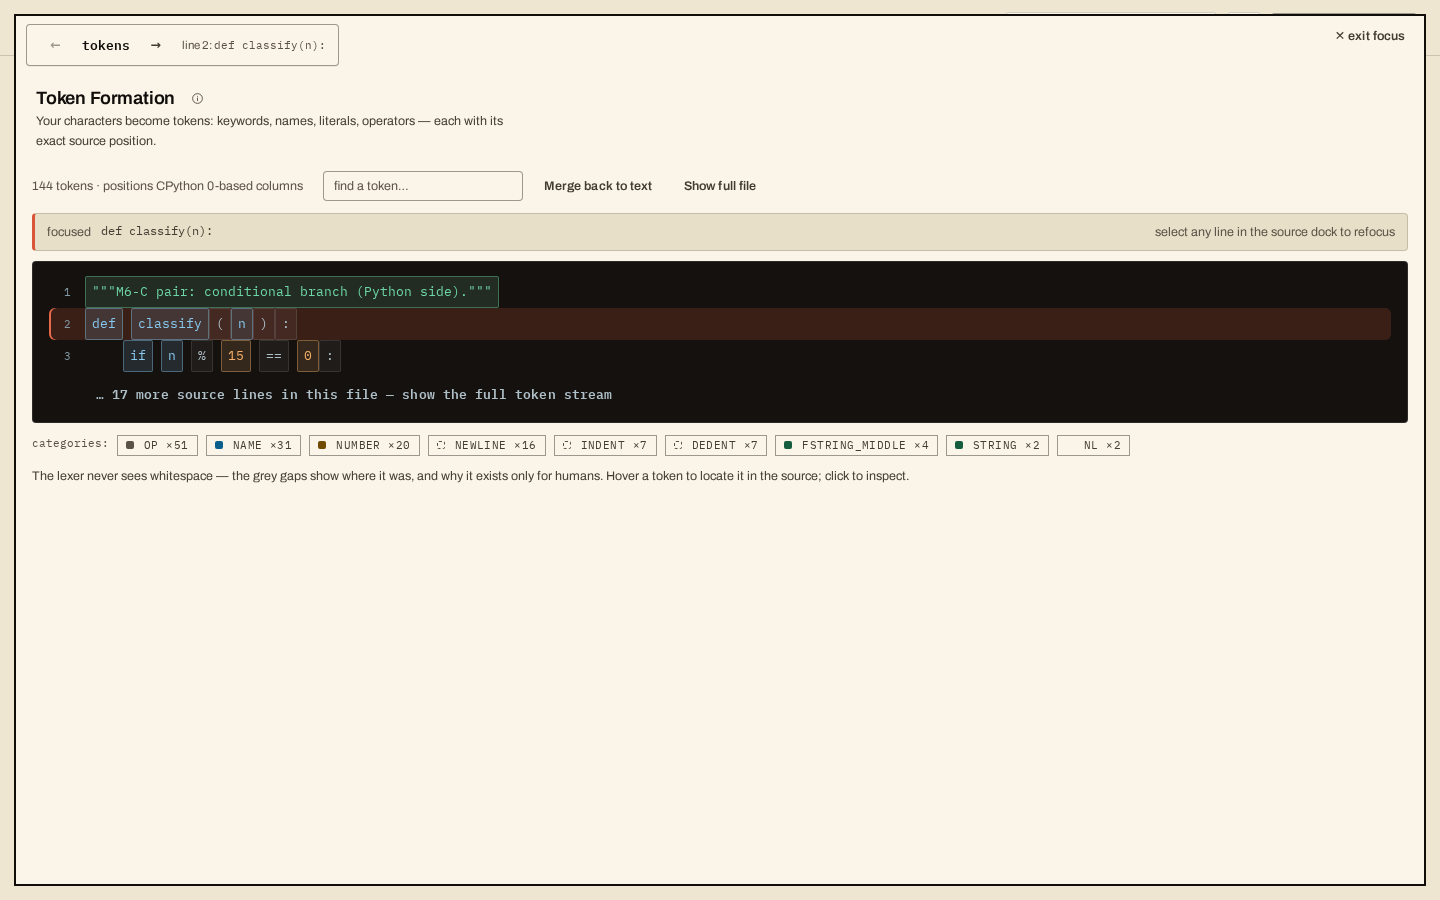 ← tokens → line 2: def classify(n):
✕ exit focus
Token Formation ⓘ
Your characters become tokens: keywords, names, literals, operators — each with its
exact source position.
144 tokens · positions CPython 0-based columns find a token... Merge back to text Show full file
focused def classify(n): select any line in the source dock to refocus
1 """M6-C pair: conditional branch (Python side)."""
2 def classify ( n ) :
3 if n % 15 == 0 :
… 17 more source lines in this file — show the full token stream
categories: OP ×51 NAME ×31 NUMBER ×20 NEWLINE ×16 INDENT ×7 DEDENT ×7 FSTRING_MIDDLE ×4 STRING ×2 NL ×2
The lexer never sees whitespace — the grey gaps show where it was, and why it exists only for humans. Hover a token to locate it in the source; click to inspect.